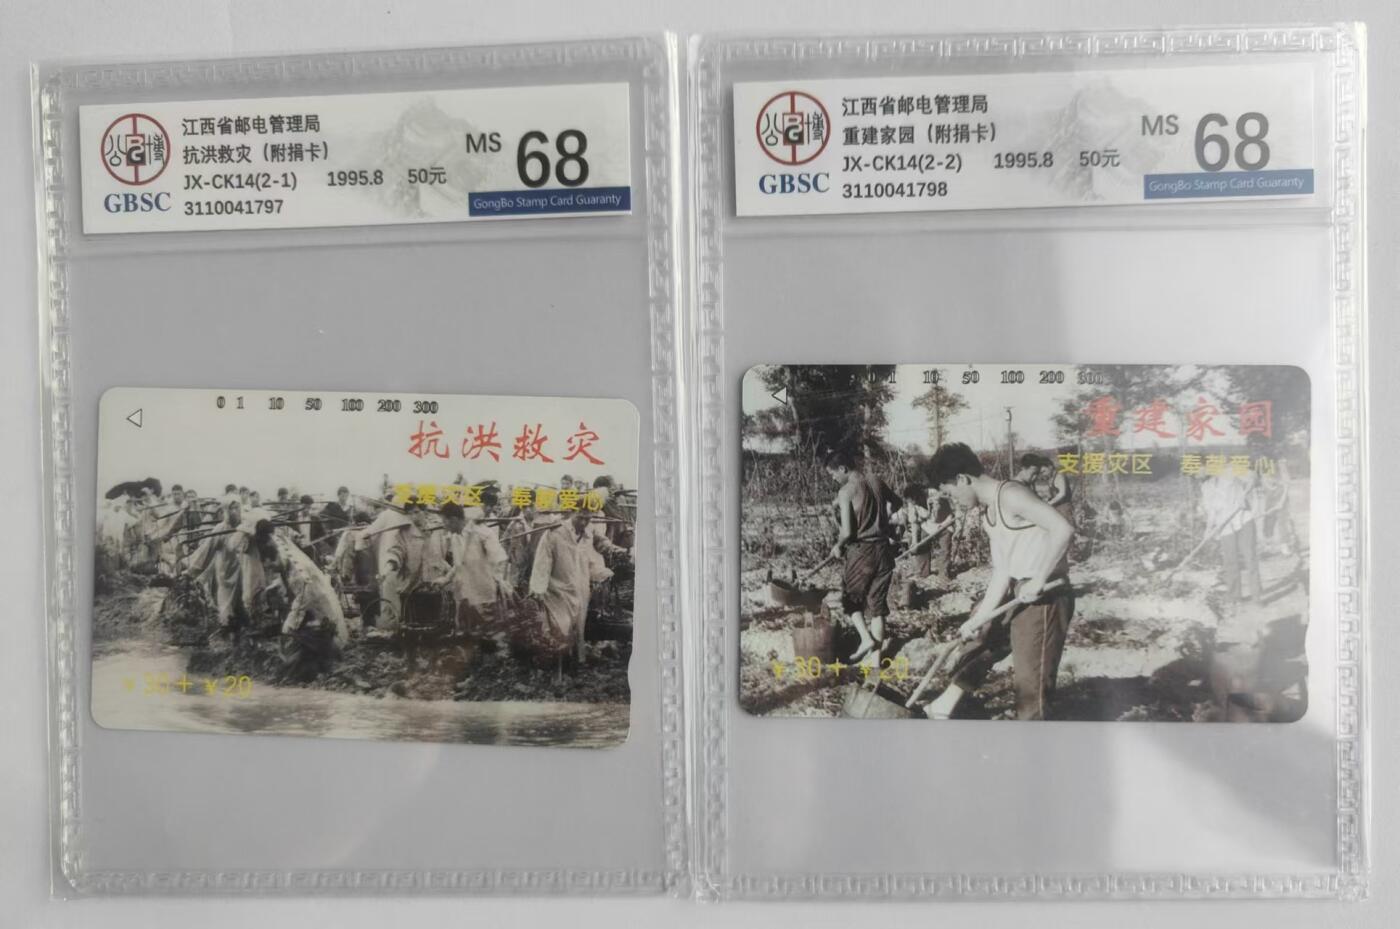 江西省邮电管理局
抗洪救灾（附捐卡）
JX-CK14(2-1) 1995.8 50元
3110041797
公博
GBSC
MS 68
GongBo Stamp Card Guaranty
0 1 10 50 100 200 300
抗洪救灾
支援灾区 奉献爱心
￥30+￥20
江西省邮电管理局
重建家园（附捐卡）
JX-CK14(2-2) 1995.8 50元
3110041798
公博
GBSC
MS 68
GongBo Stamp Card Guaranty
0 1 10 50 100 200 300
重建家园
支援灾区 奉献爱心
￥30+￥20